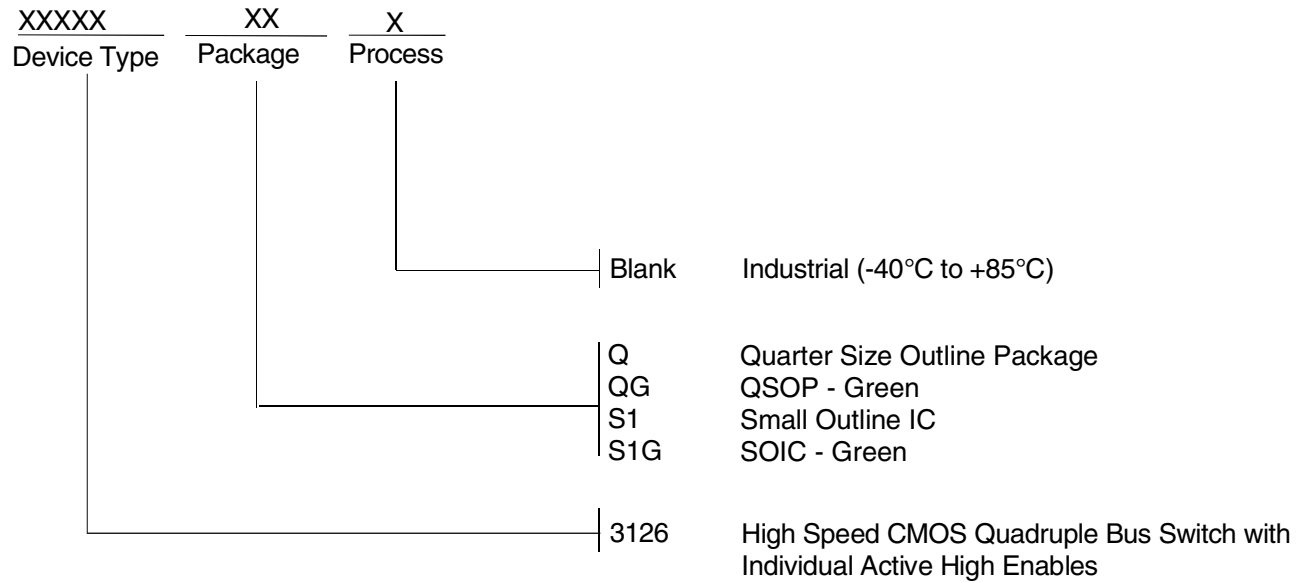 XXXXX XX X
Device Type Package Process
Blank Industrial (-40°C to +85°C)
Q Quarter Size Outline Package
QG QSOP - Green
S1 Small Outline IC
S1G SOIC - Green
3126 High Speed CMOS Quadruple Bus Switch with
Individual Active High Enables